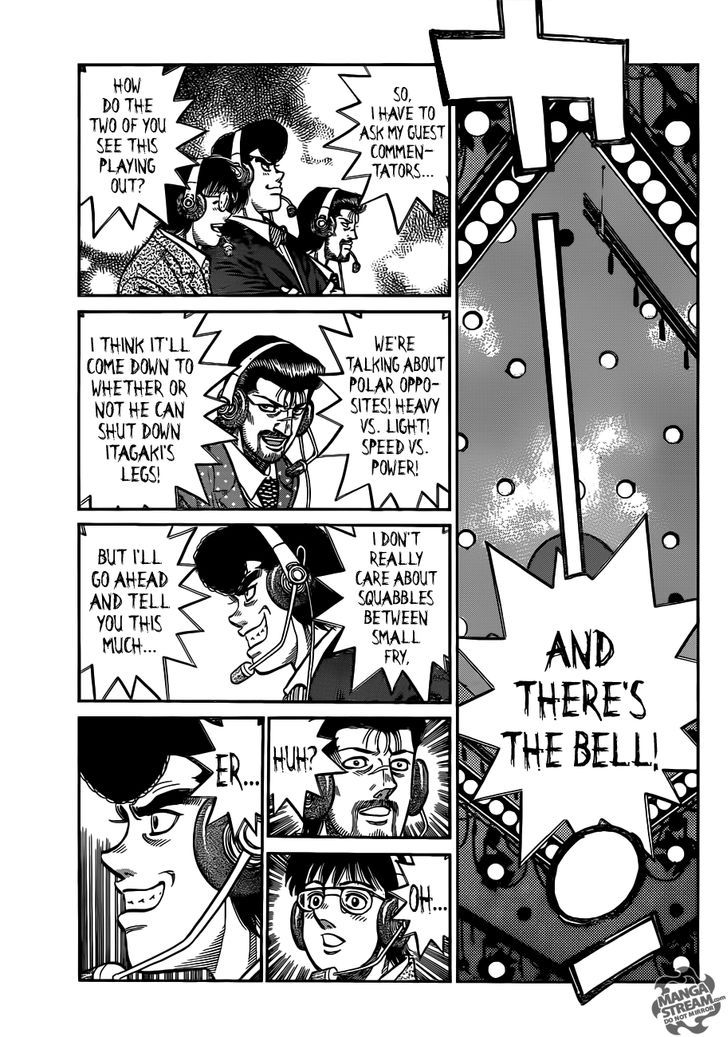 AND
THERE'S
THE BELL!
SO,
I HAVE TO
ASK MY GUEST
COMMEN-
TATORS...
HOW
DO THE
TWO OF YOU
SEE THIS
PLAYING
OUT?
WE'RE
TALKING ABOUT
POLAR OPPO-
SITES! HEAVY
VS. LIGHT!
SPEED VS.
POWER!
I THINK IT'LL
COME DOWN TO
WHETHER OR
NOT HE CAN
SHUT DOWN
ITAGAKI'S
LEGS!
I DON'T
REALLY
CARE ABOUT
SQUABBLES
BETWEEN
SMALL
FRY,
BUT I'LL
GO AHEAD
AND TELL
YOU THIS
MUCH...
HUH?
OH...
ER...
MANGA
STREAM.com
DO NOT MIRROR